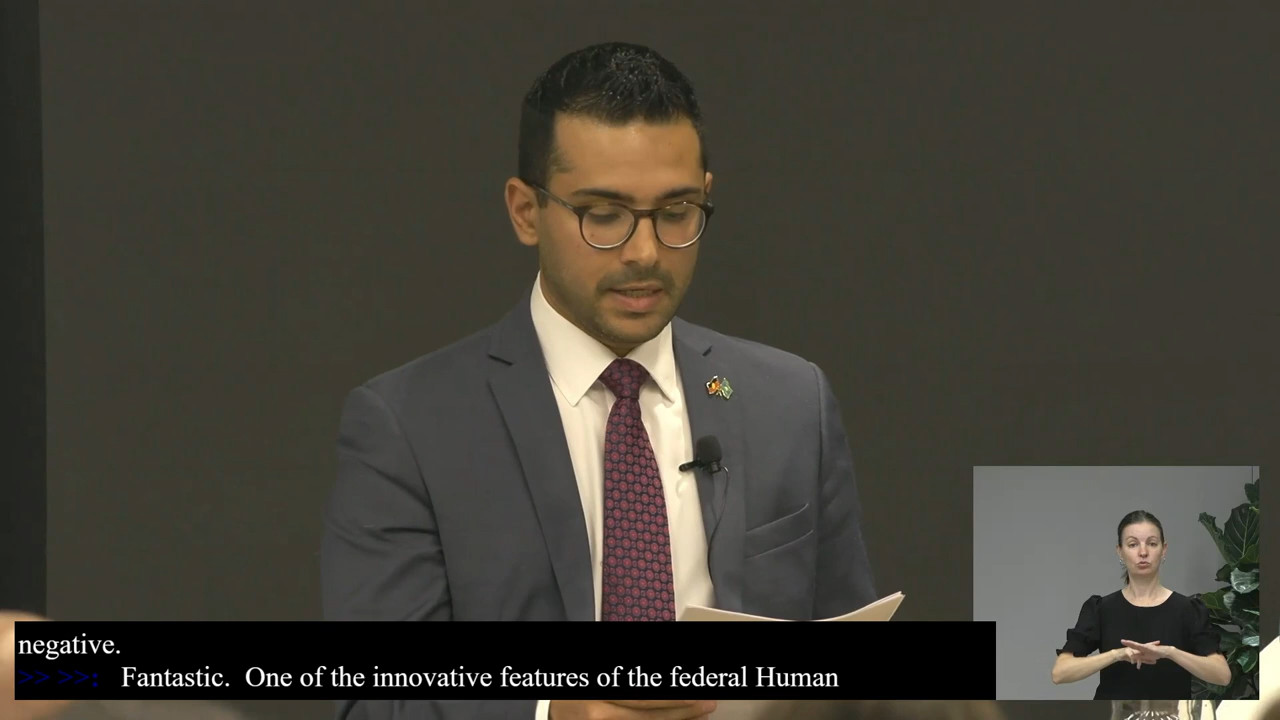 negative.
>> >>: Fantastic. One of the innovative features of the federal Human